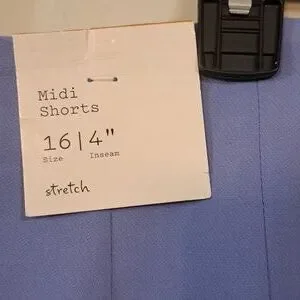 Midi
Shorts
16|4"
Size Inseam
stretch